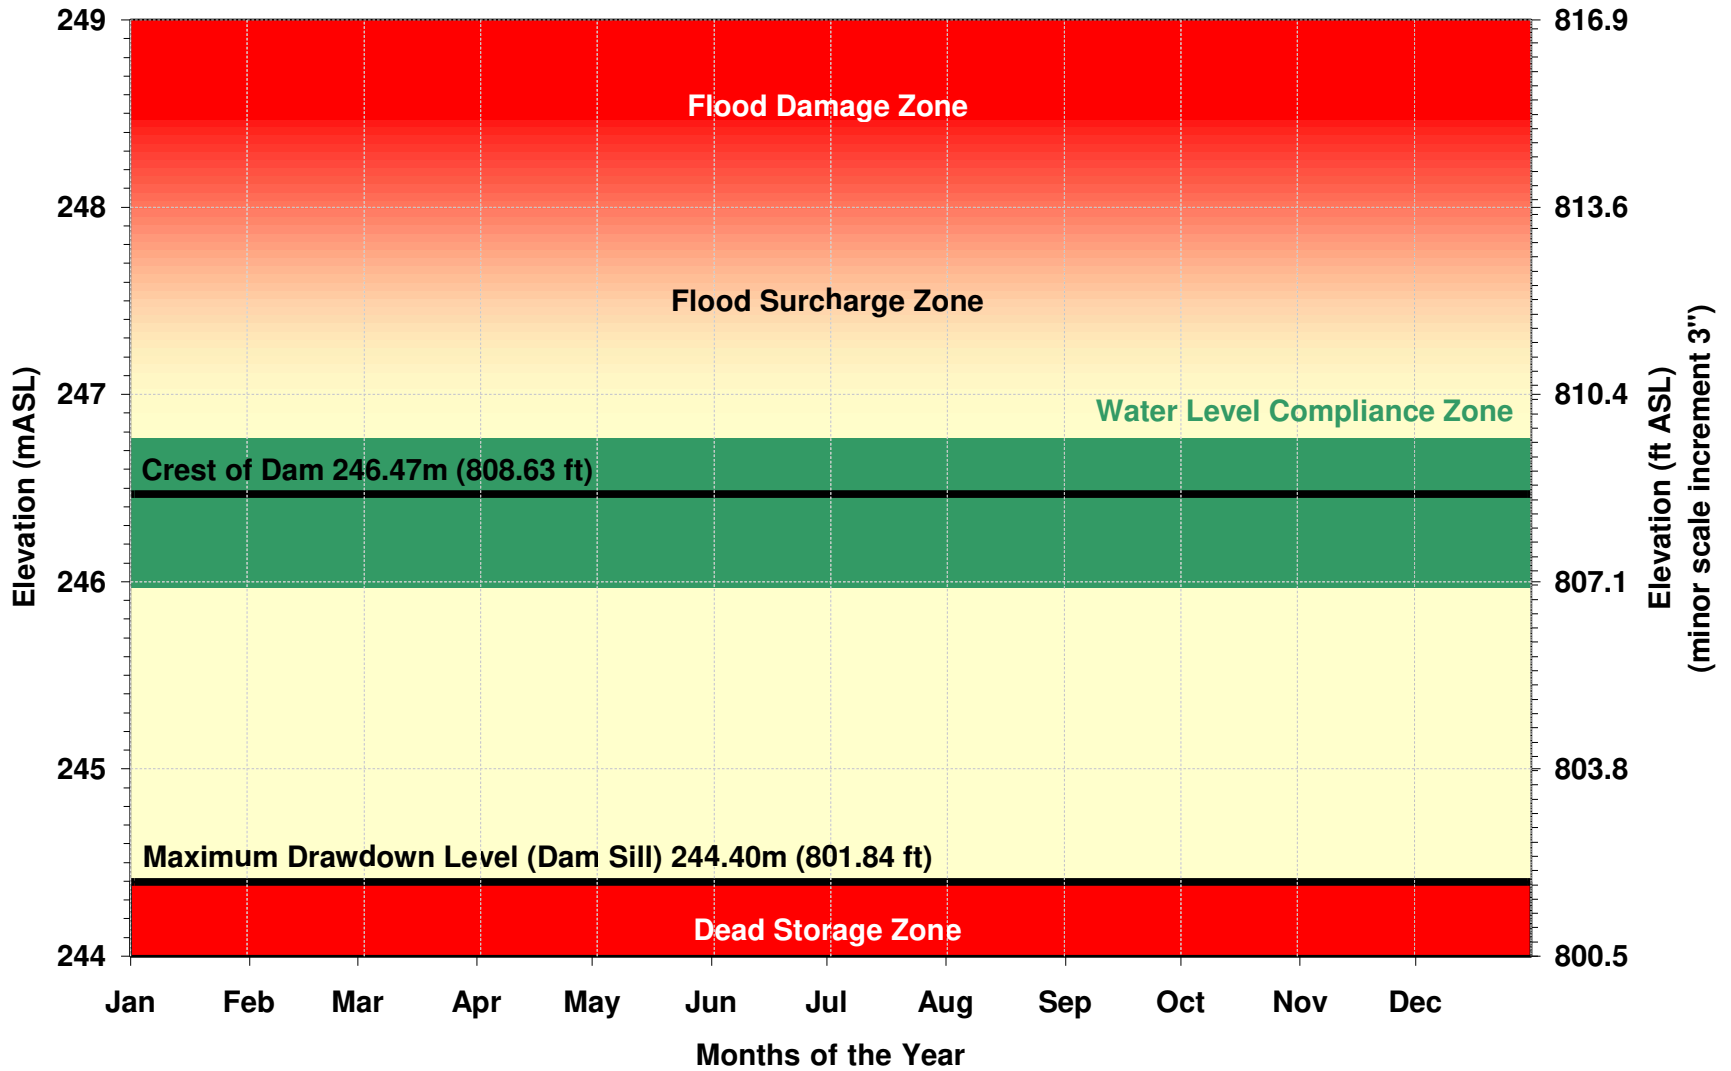 249
248
247
246
245
244
Elevation (mASL)
Flood Damage Zone
Flood Surcharge Zone
Water Level Compliance Zone
Crest of Dam 246.47m (808.63 ft)
Maximum Drawdown Level (Dam Sill) 244.40m (801.84 ft)
Dead Storage Zone
816.9
813.6
810.4
807.1
803.8
800.5
Elevation (ft ASL)
(minor scale increment 3")
Jan Feb Mar Apr May Jun Jul Aug Sep Oct Nov Dec
Months of the Year